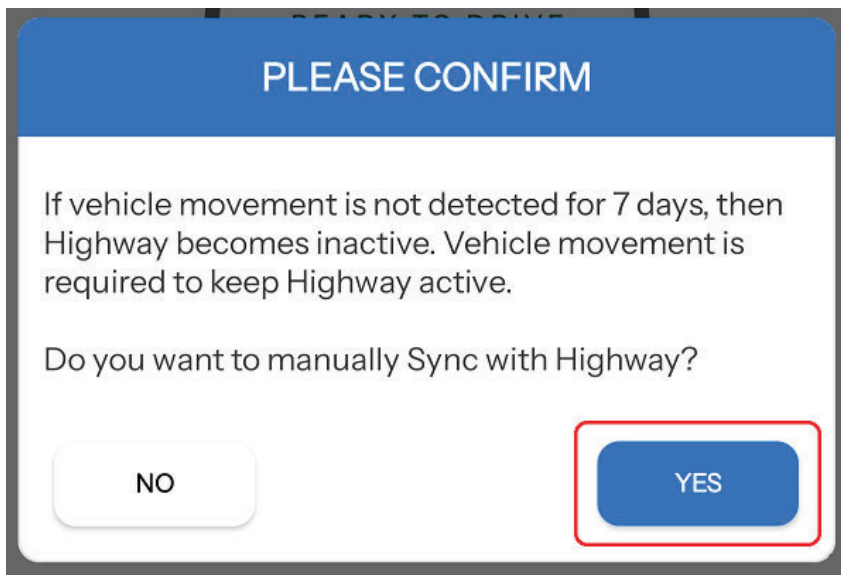 PLEASE CONFIRM
If vehicle movement is not detected for 7 days, then
Highway becomes inactive. Vehicle movement is
required to keep Highway active.
Do you want to manually Sync with Highway?
NO
YES